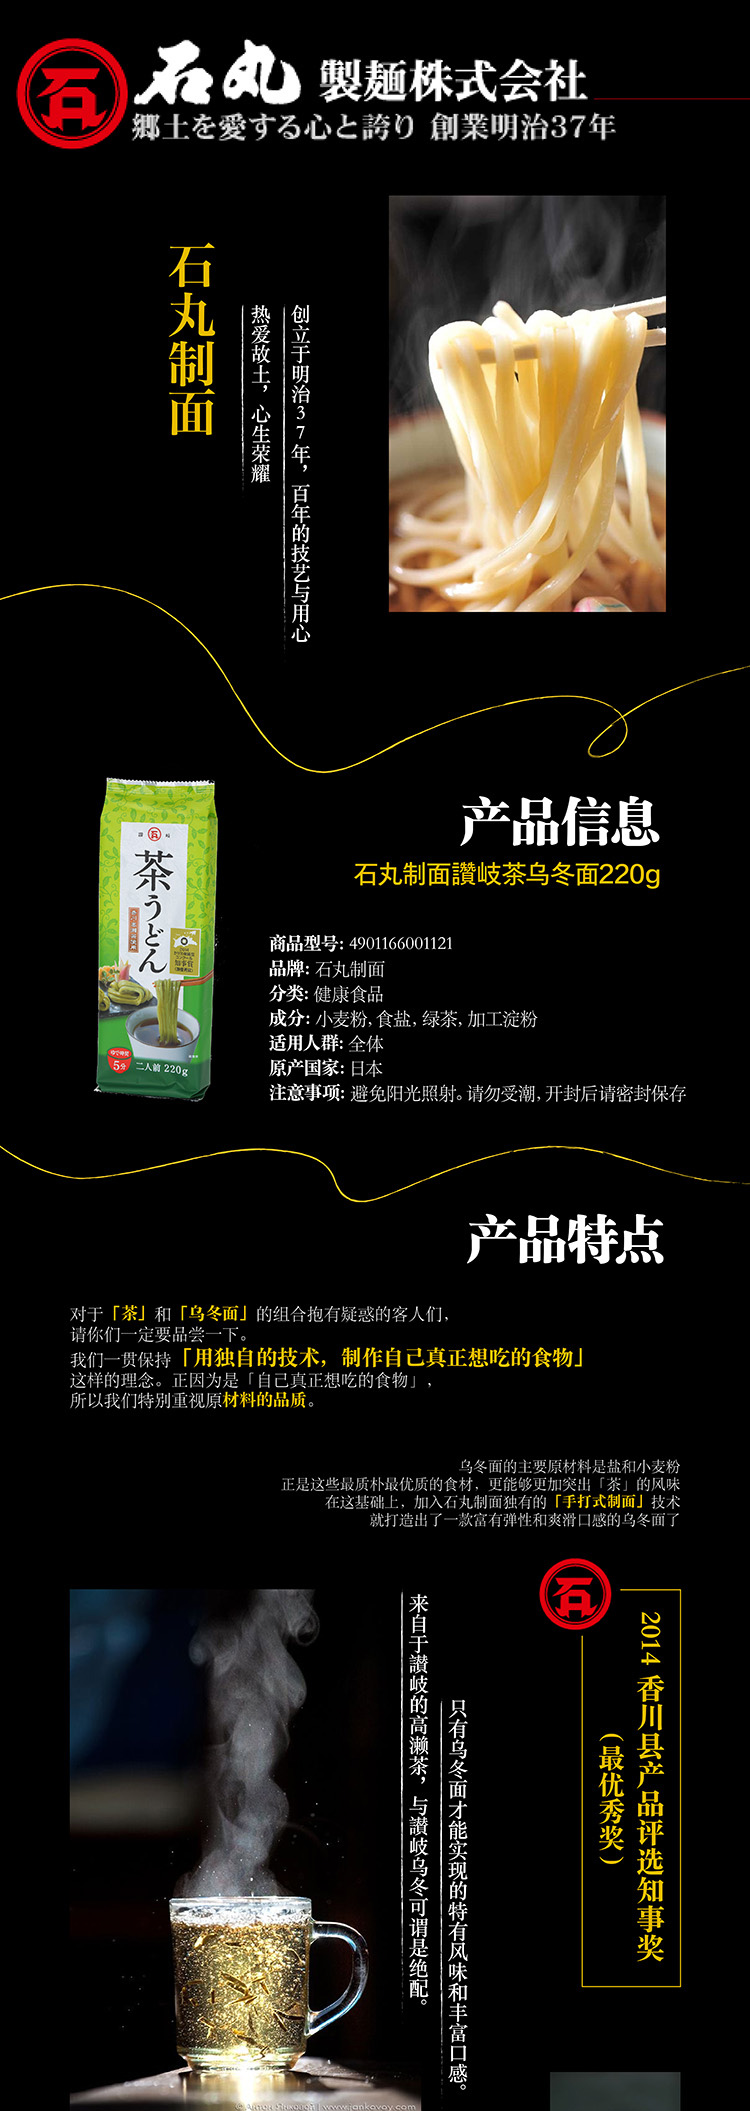 石丸 製麺株式会社
郷土を愛する心と誇り 創業明治37年
石丸制面
创立于明治37年，百年的技艺与用心
热爱故土，心生荣耀
产品信息
石丸制面讚岐茶乌冬面220g
茶うどん
知事賞
5分
二人前 220g
商品型号: 4901166001121
品牌: 石丸制面
分类: 健康食品
成分: 小麦粉, 食盐, 绿茶, 加工淀粉
适用人群: 全体
原产国家: 日本
注意事项: 避免阳光照射。请勿受潮, 开封后请密封保存
产品特点
对于「茶」和「乌冬面」的组合抱有疑惑的客人们，
请你们一定要品尝一下。
我们一贯保持「用独自的技术，制作自己真正想吃的食物」
这样的理念。正因为是「自己真正想吃的食物」，
所以我们特别重视原材料的品质。
乌冬面的主要原材料是盐和小麦粉
正是这些最质朴最优质的食材，更能够更加突出「茶」的风味
在这基础上，加入石丸制面独有的「手打式制面」技术
就打造出了一款富有弹性和爽滑口感的乌冬面了
2014 香川县产品评选知事奖
(最优秀奖)
只有乌冬面才能实现的特有风味和丰富口感。
来自于讚岐的高濑茶，与讚岐乌冬可谓是绝配。
www.jankovoy.com